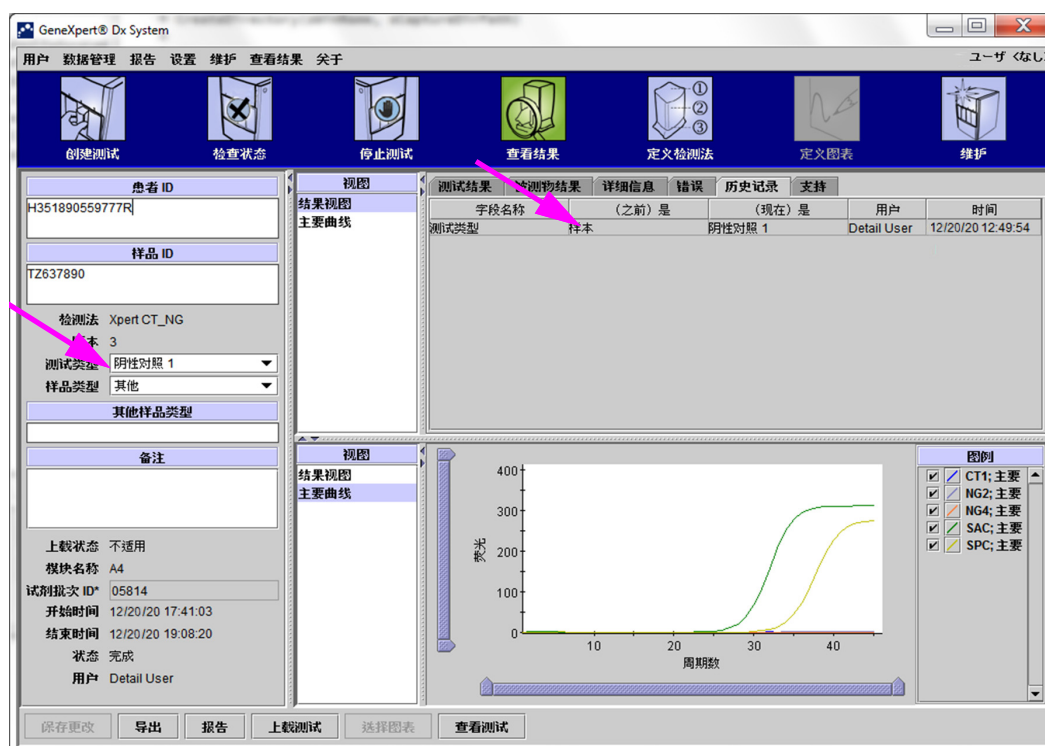 GeneXpert® Dx System
用户 数据管理 报告 设置 维护 查看结果 关于
ユーザ <なし
创建测试 检查状态 停止测试 查看结果 定义检测法 定义图表 维护
患者 ID
H351890559777R
样品 ID
TZ637890
检测法 Xpert CT_NG
3
测试类型 阴性对照 1
样品类型 其他
其他样品类型
备注
上载状态 不适用
模块名称 A4
试剂批次 ID* 05814
开始时间 12/20/20 17:41:03
结束时间 12/20/20 19:08:20
状态 完成
用户 Detail User
视图
结果视图
主要曲线
测试结果 被测物结果 详细信息 错误 历史记录 支持
字段名称 （之前）是 （现在）是 用户 时间
测试类型 样本 阴性对照 1 Detail User 12/20/20 12:49:54
视图
结果视图
主要曲线
荧光
400
300
200
100
0
10 20 30 40
周期数
图例
CT1; 主要
NG2; 主要
NG4; 主要
SAC; 主要
SPC; 主要
保存更改 导出 报告 上载测试 选择图表 查看测试